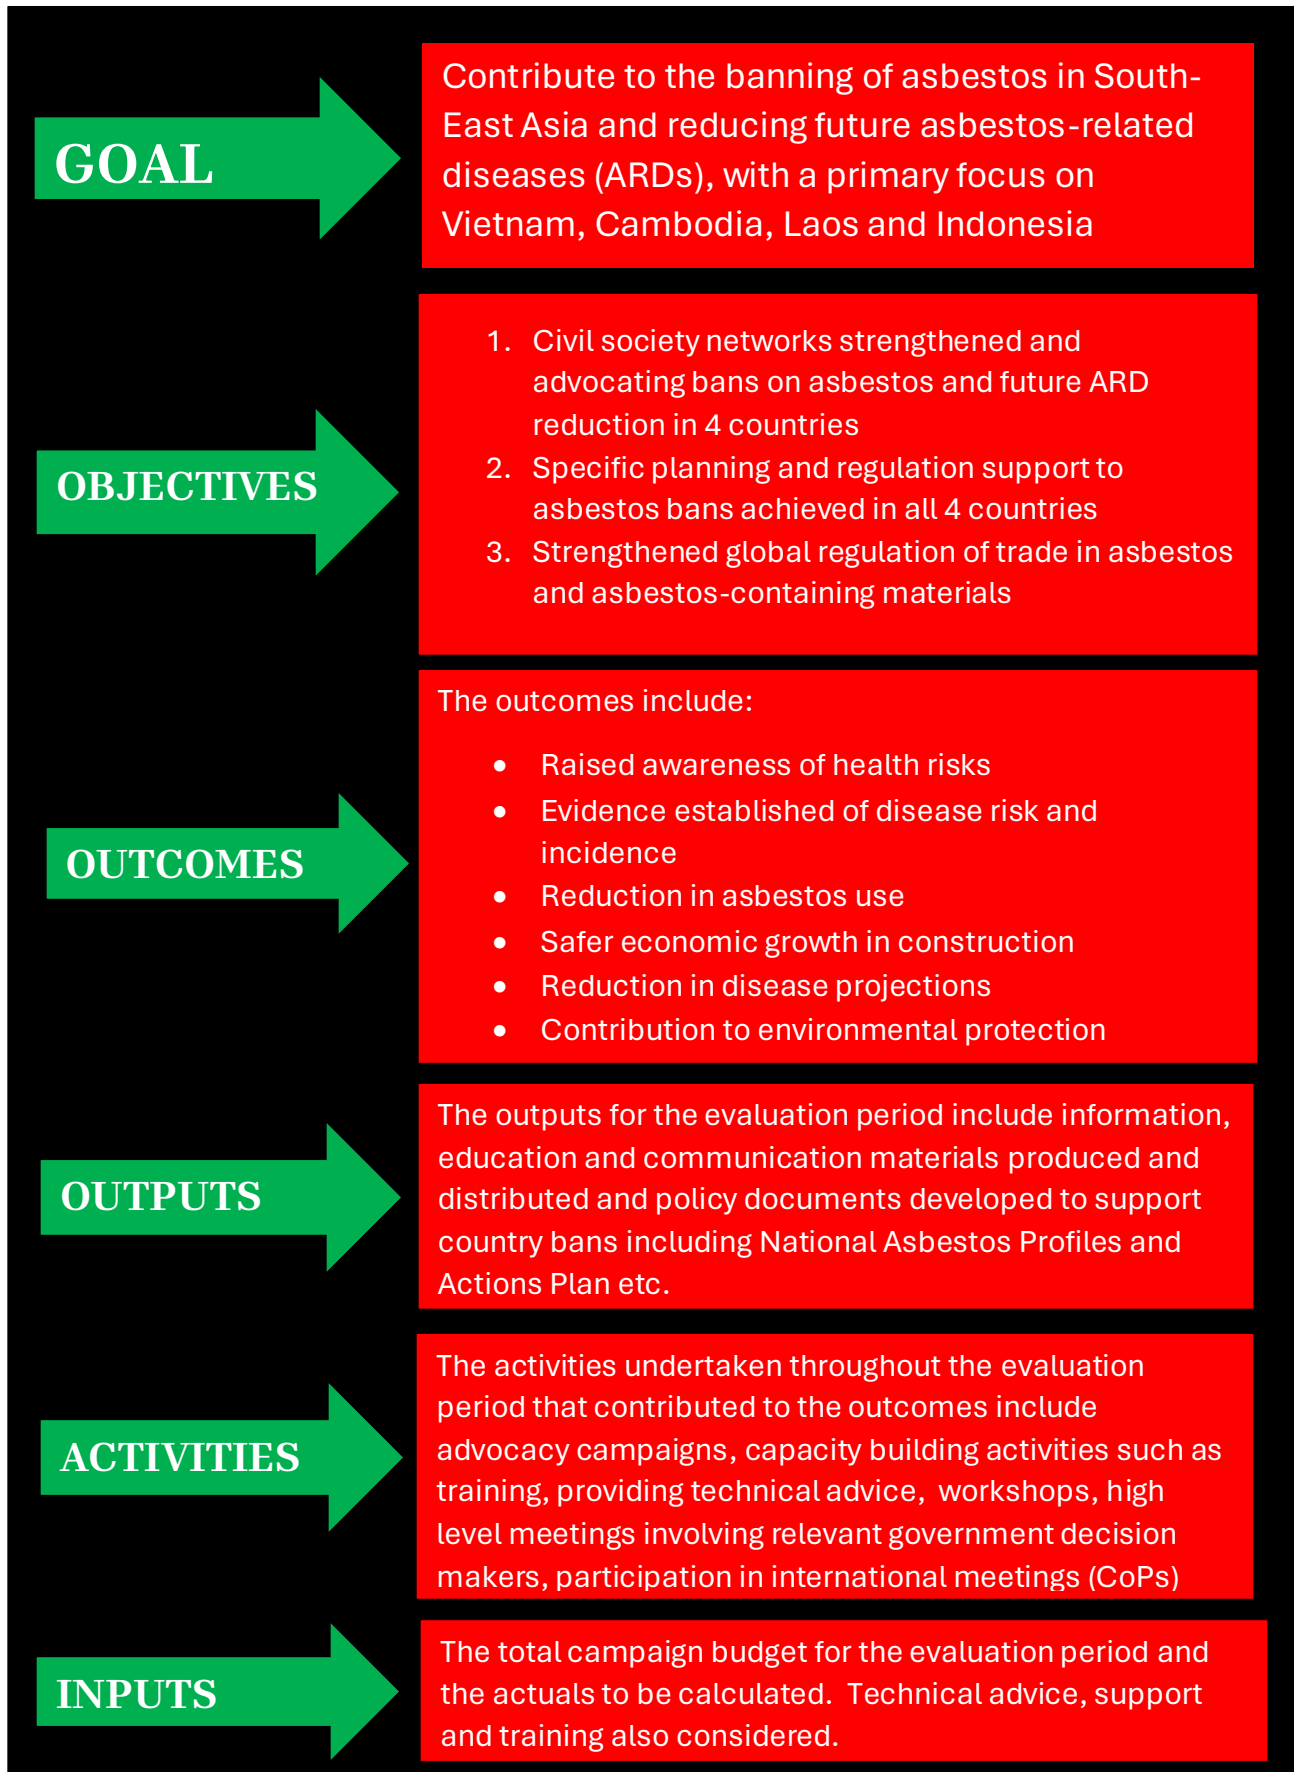 GOAL
Contribute to the banning of asbestos in South-
East Asia and reducing future asbestos-related
diseases (ARDs), with a primary focus on
Vietnam, Cambodia, Laos and Indonesia
OBJECTIVES
1. Civil society networks strengthened and
advocating bans on asbestos and future ARD
reduction in 4 countries
2. Specific planning and regulation support to
asbestos bans achieved in all 4 countries
3. Strengthened global regulation of trade in asbestos
and asbestos-containing materials
OUTCOMES
The outcomes include:
• Raised awareness of health risks
• Evidence established of disease risk and
incidence
• Reduction in asbestos use
• Safer economic growth in construction
• Reduction in disease projections
• Contribution to environmental protection
OUTPUTS
The outputs for the evaluation period include information,
education and communication materials produced and
distributed and policy documents developed to support
country bans including National Asbestos Profiles and
Actions Plan etc.
ACTIVITIES
The activities undertaken throughout the evaluation
period that contributed to the outcomes include
advocacy campaigns, capacity building activities such as
training, providing technical advice, workshops, high
level meetings involving relevant government decision
makers, participation in international meetings (CoPs)
INPUTS
The total campaign budget for the evaluation period and
the actuals to be calculated. Technical advice, support
and training also considered.